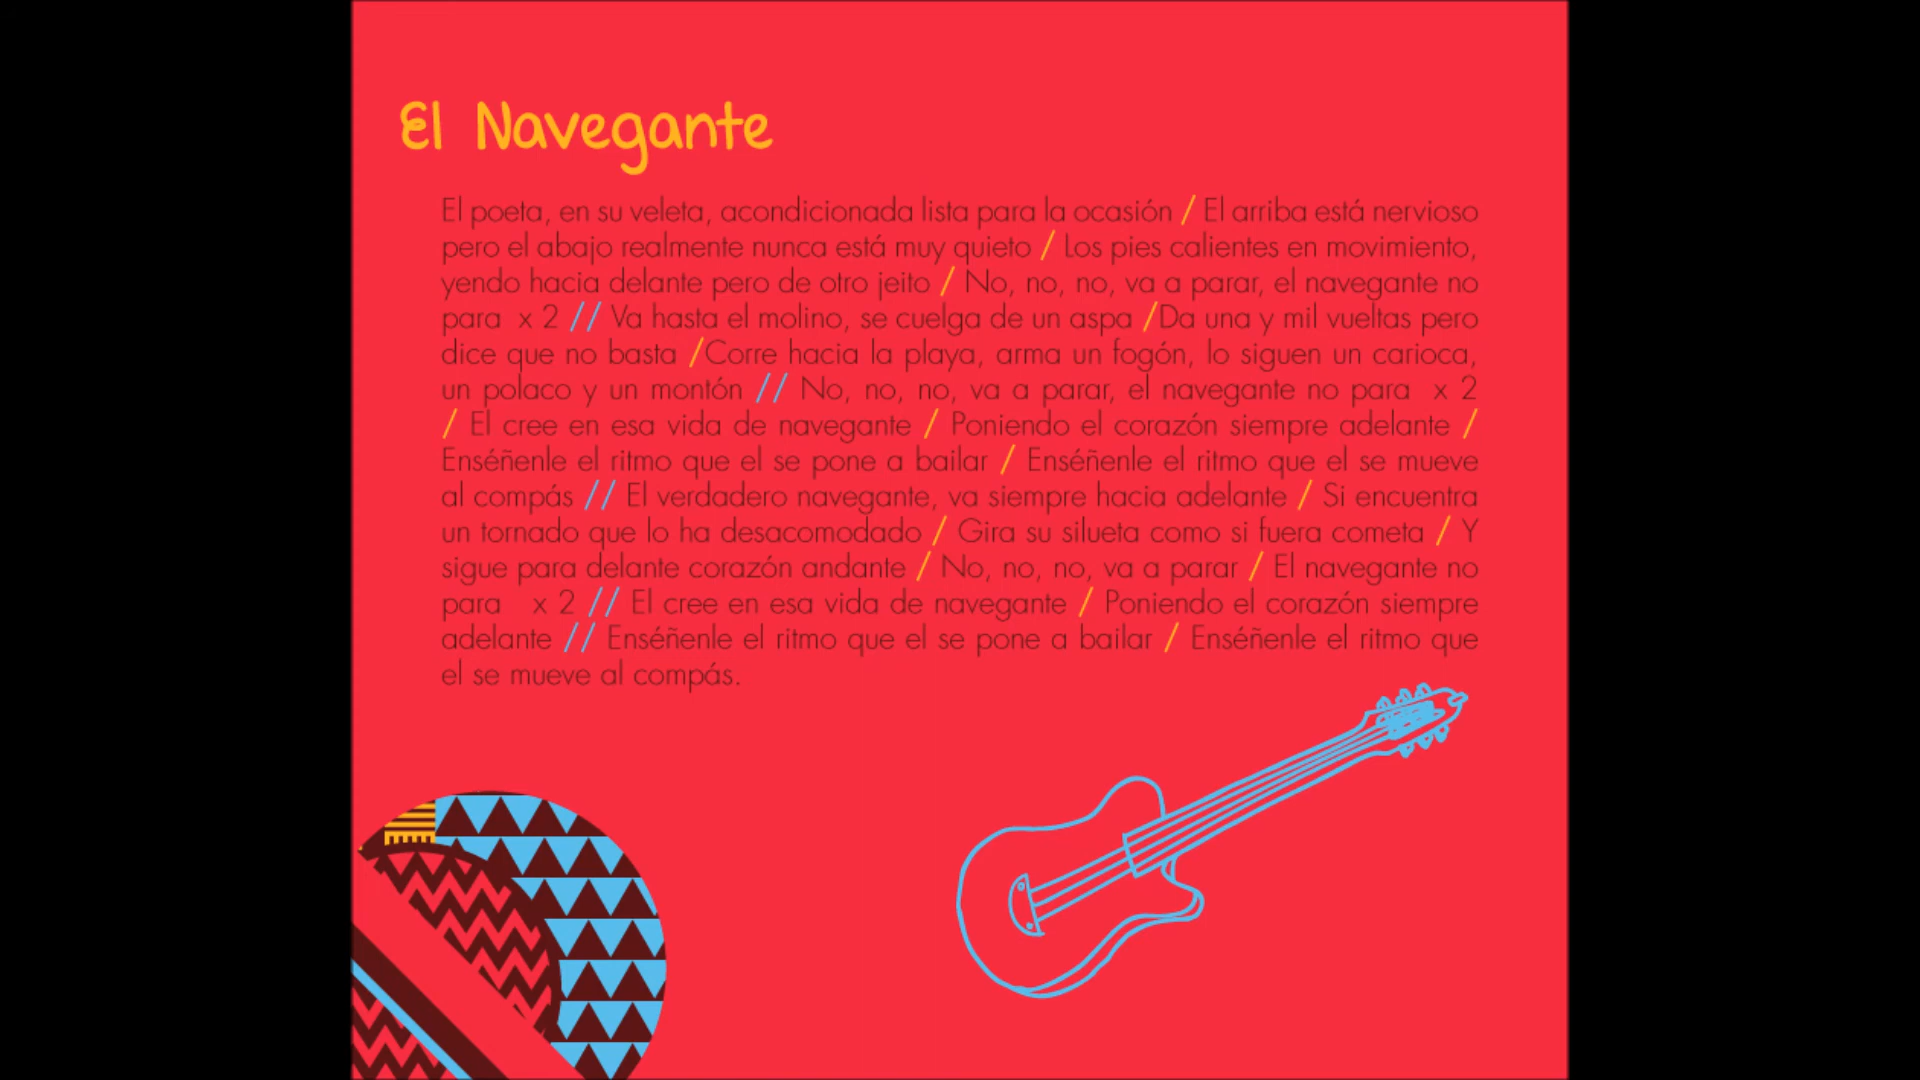 El Navegante
El poeta, en su veleta, acondicionada lista para la ocasión / El arriba está nervioso
pero el abajo realmente nunca está muy quieto / Los pies calientes en movimiento,
yendo hacia delante pero de otro jeito / No, no, no, va a parar, el navegante no
para x 2 // Va hasta el molino, se cuelga de un aspa /Da una y mil vueltas pero
dice que no basta /Corre hacia la playa, arma un fogón, lo siguen un carioca,
un polaco y un montón // No, no, no, va a parar, el navegante no para x 2
/ El cree en esa vida de navegante / Poniendo el corazón siempre adelante /
Enséñenle el ritmo que el se pone a bailar / Enséñenle el ritmo que el se mueve
al compás // El verdadero navegante, va siempre hacia adelante / Si encuentra
un tornado que lo ha desacomodado / Gira su silueta como si fuera cometa / Y
sigue para delante corazón andante / No, no, no, va a parar / El navegante no
para x 2 // El cree en esa vida de navegante / Poniendo el corazón siempre
adelante // Enséñenle el ritmo que el se pone a bailar / Enséñenle el ritmo que
el se mueve al compás.